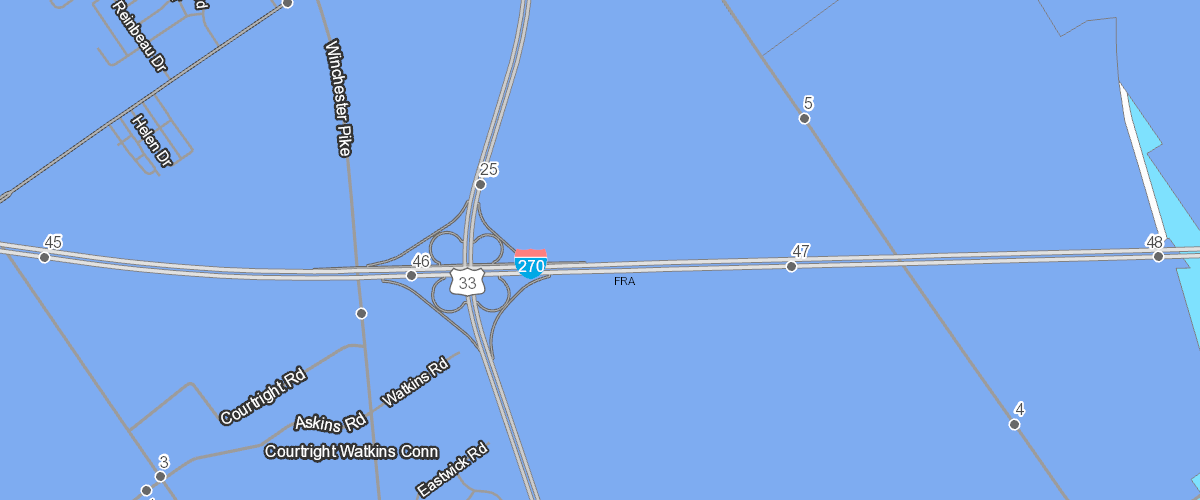 Reinbeau Dr
Winchester Pike
5
Helen Dr
25
45
46
47
48
270
33
FRA
Courtright Rd
Watkins Rd
Askins Rd
4
Courtright Watkins Conn
3
Eastwick Rd